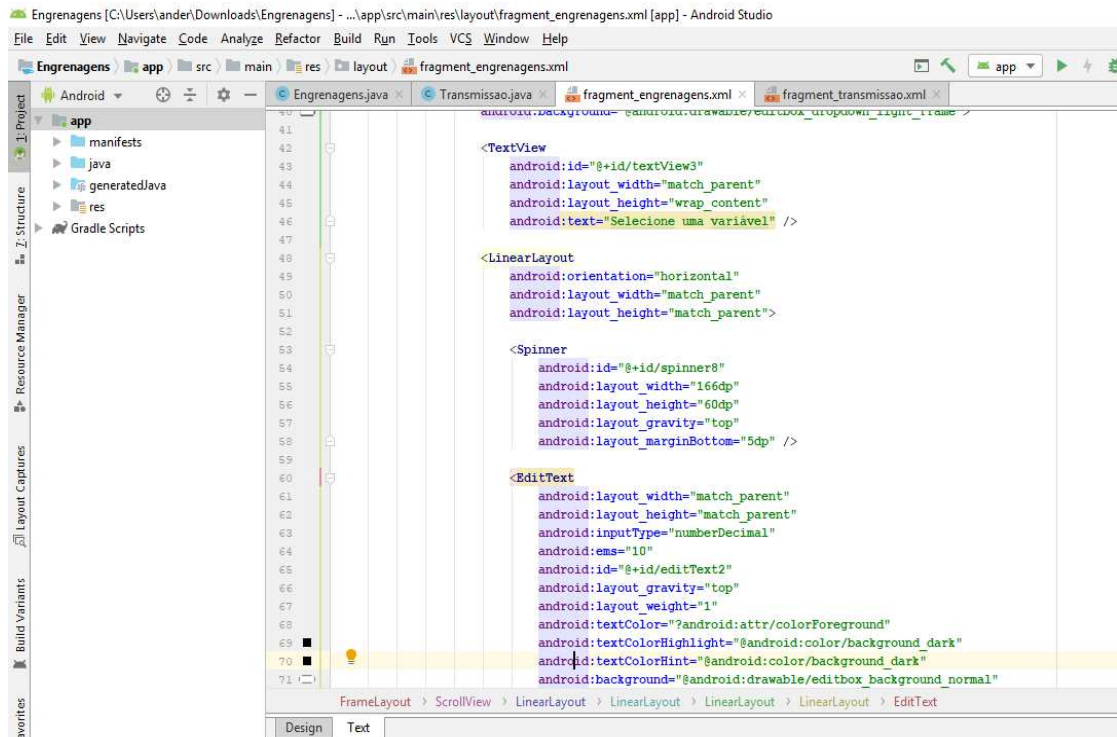 Engrenagens [C:\Users\ander\Downloads\Engrenagens] - ...\app\src\main\res\layout\fragment_engrenagens.xml [app] - Android Studio
File Edit View Navigate Code Analyze Refactor Build Run Tools VCS Window Help
Engrenagens app src main res layout fragment_engrenagens.xml app
Android
Engrenagens.java Transmissao.java fragment_engrenagens.xml fragment_transmissao.xml
1: Project
Z: Structure
Resource Manager
Layout Captures
Build Variants
app
manifests
java
generatedJava
res
Gradle Scripts
40 android:background="@android:drawable/editbox_dropdown_light_frame">
41
42 <TextView
43 android:id="@+id/textView3"
44 android:layout_width="match_parent"
45 android:layout_height="wrap_content"
46 android:text="Selecione uma variável" />
47
48 <LinearLayout
49 android:orientation="horizontal"
50 android:layout_width="match_parent"
51 android:layout_height="match_parent">
52
53 <Spinner
54 android:id="@+id/spinner8"
55 android:layout_width="166dp"
56 android:layout_height="60dp"
57 android:layout_gravity="top"
58 android:layout_marginBottom="5dp" />
59
60 <EditText
61 android:layout_width="match_parent"
62 android:layout_height="match_parent"
63 android:inputType="numberDecimal"
64 android:ems="10"
65 android:id="@+id/editText2"
66 android:layout_gravity="top"
67 android:layout_weight="1"
68 android:textColor="?android:attr/colorForeground"
69 android:textColorHighlight="@android:color/background_dark"
70 android:textColorHint="@android:color/background_dark"
71 android:background="@android:drawable/editbox_background_normal"
FrameLayout › ScrollView › LinearLayout › LinearLayout › LinearLayout › LinearLayout › EditText
Design Text